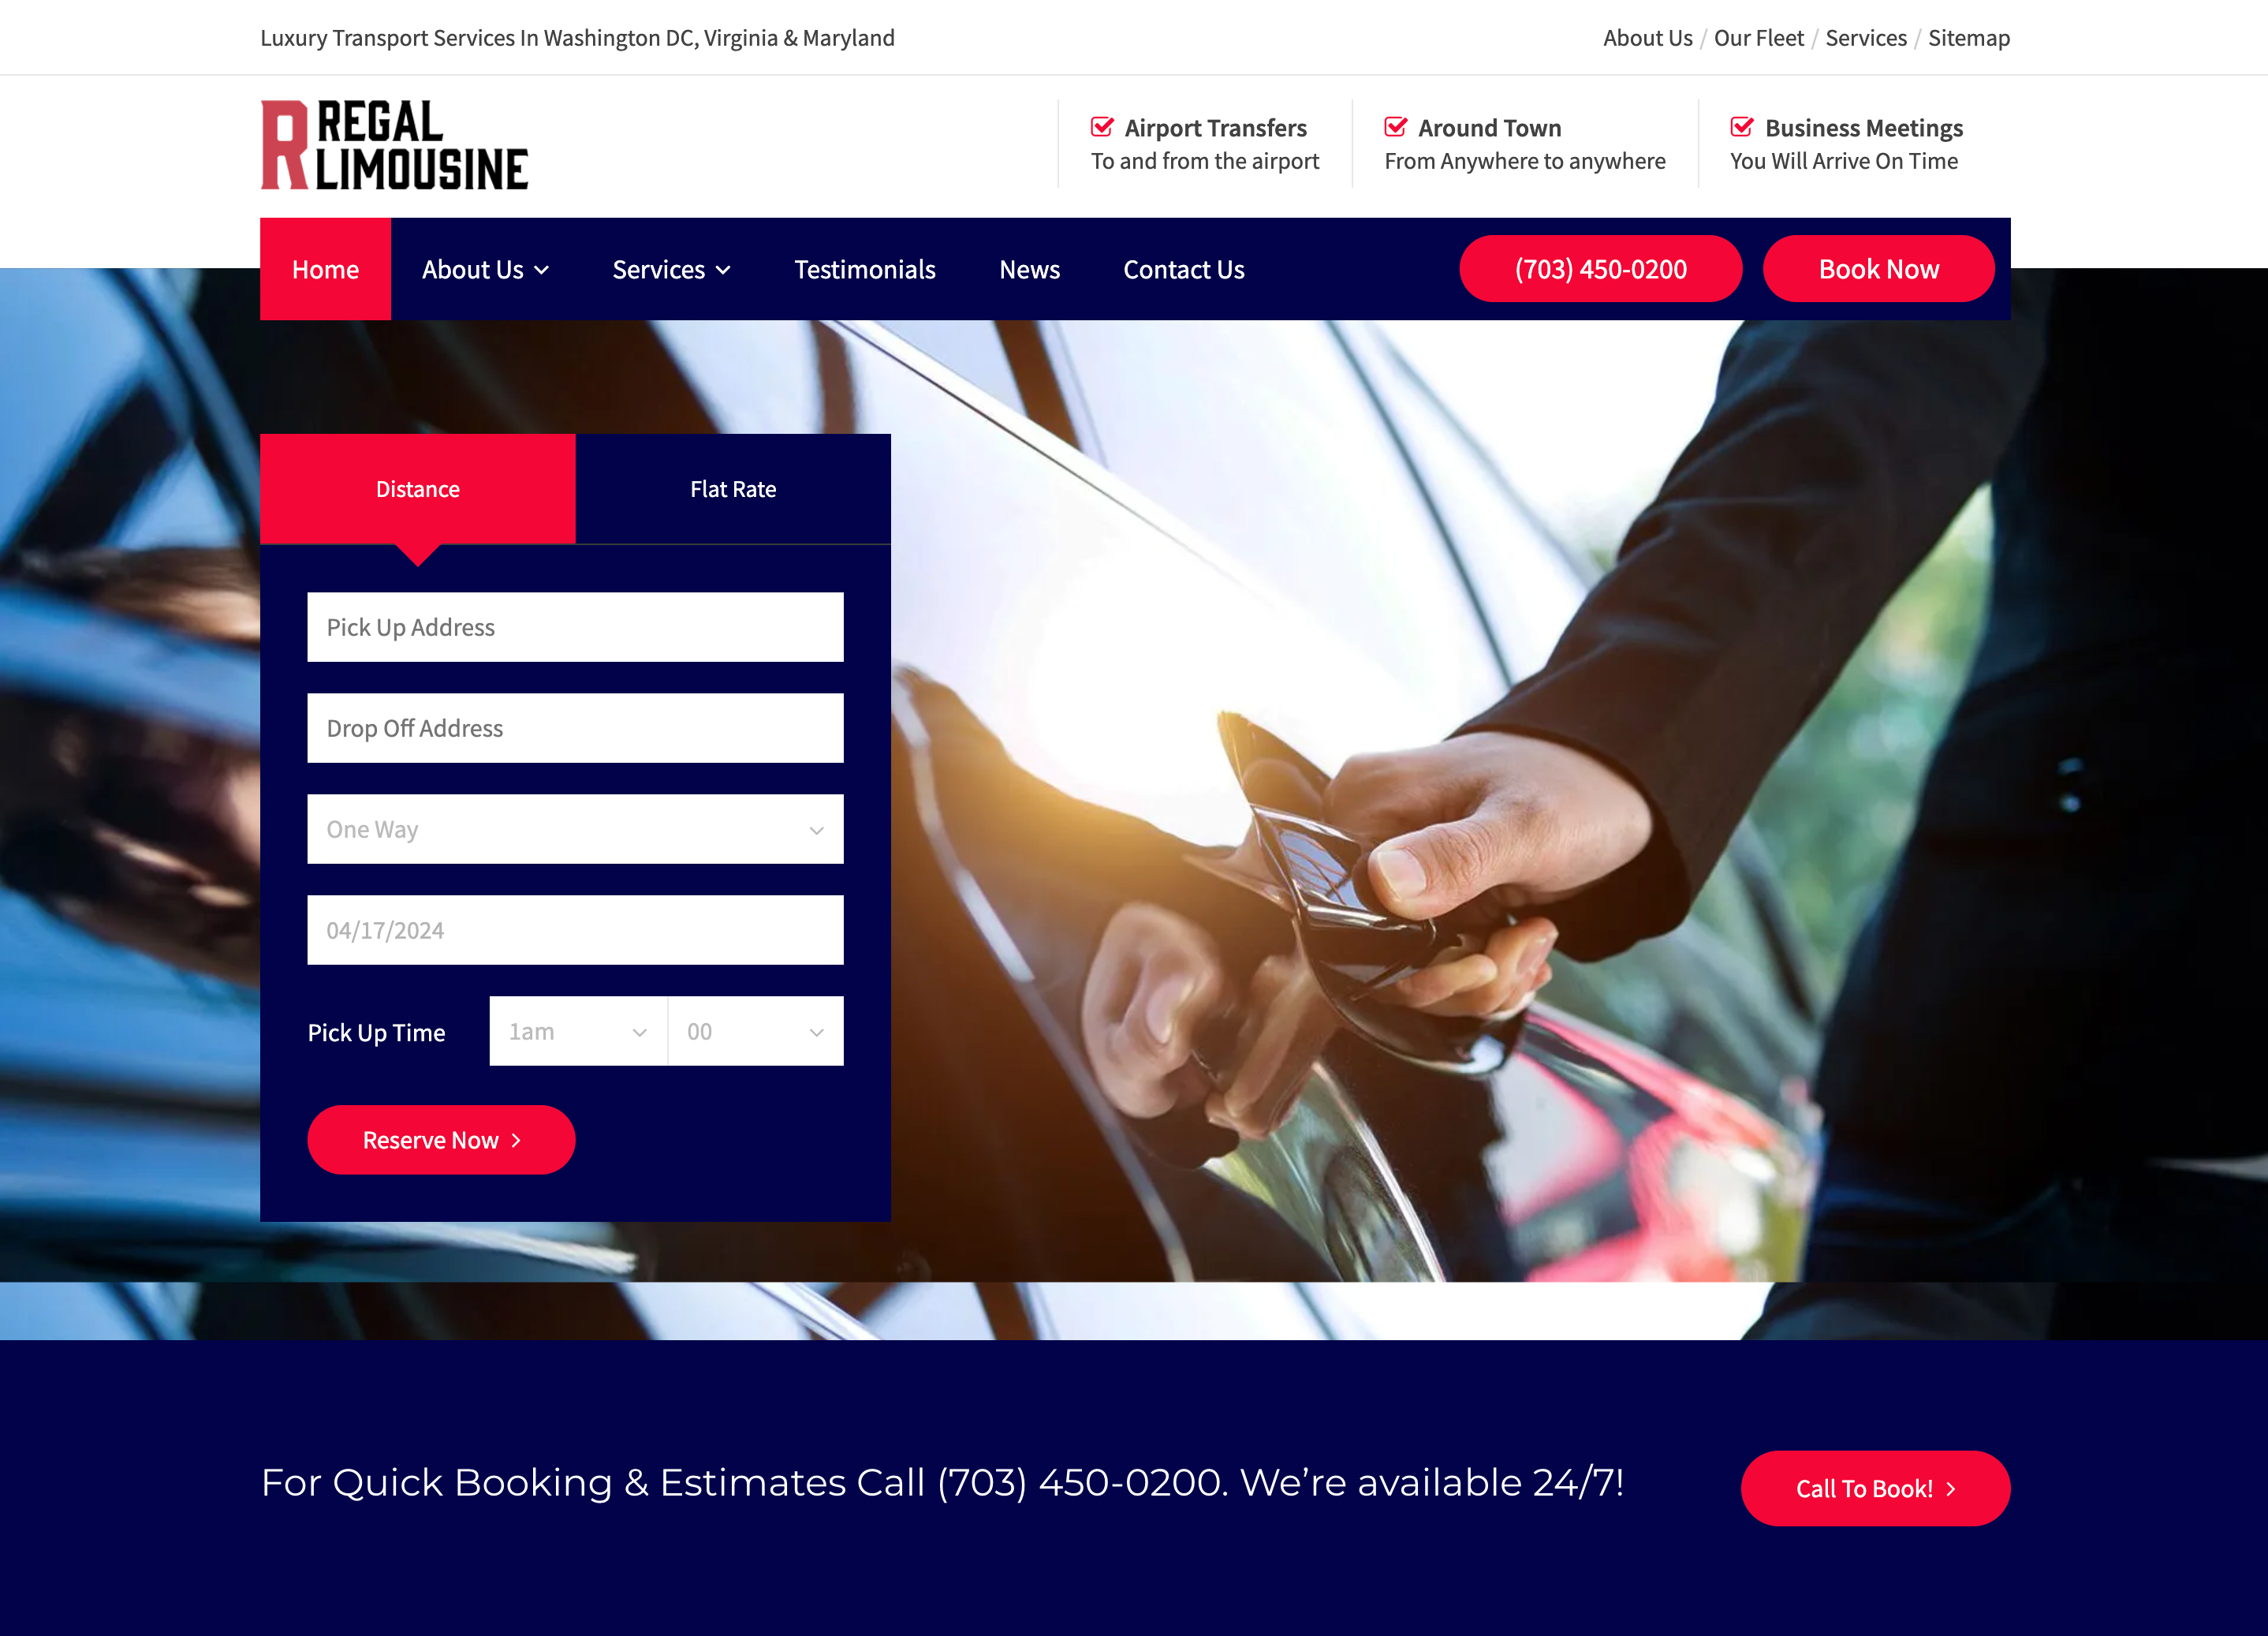 Luxury Transport Services In Washington DC, Virginia & Maryland
About Us / Our Fleet / Services / Sitemap
R REGAL
LIMOUSINE
Airport Transfers
To and from the airport
Around Town
From Anywhere to anywhere
Business Meetings
You Will Arrive On Time
Home About Us Services Testimonials News Contact Us (703) 450-0200 Book Now
Distance Flat Rate
Pick Up Address
Drop Off Address
One Way
04/17/2024
Pick Up Time 1am 00
Reserve Now
For Quick Booking & Estimates Call (703) 450-0200. We’re available 24/7!
Call To Book!